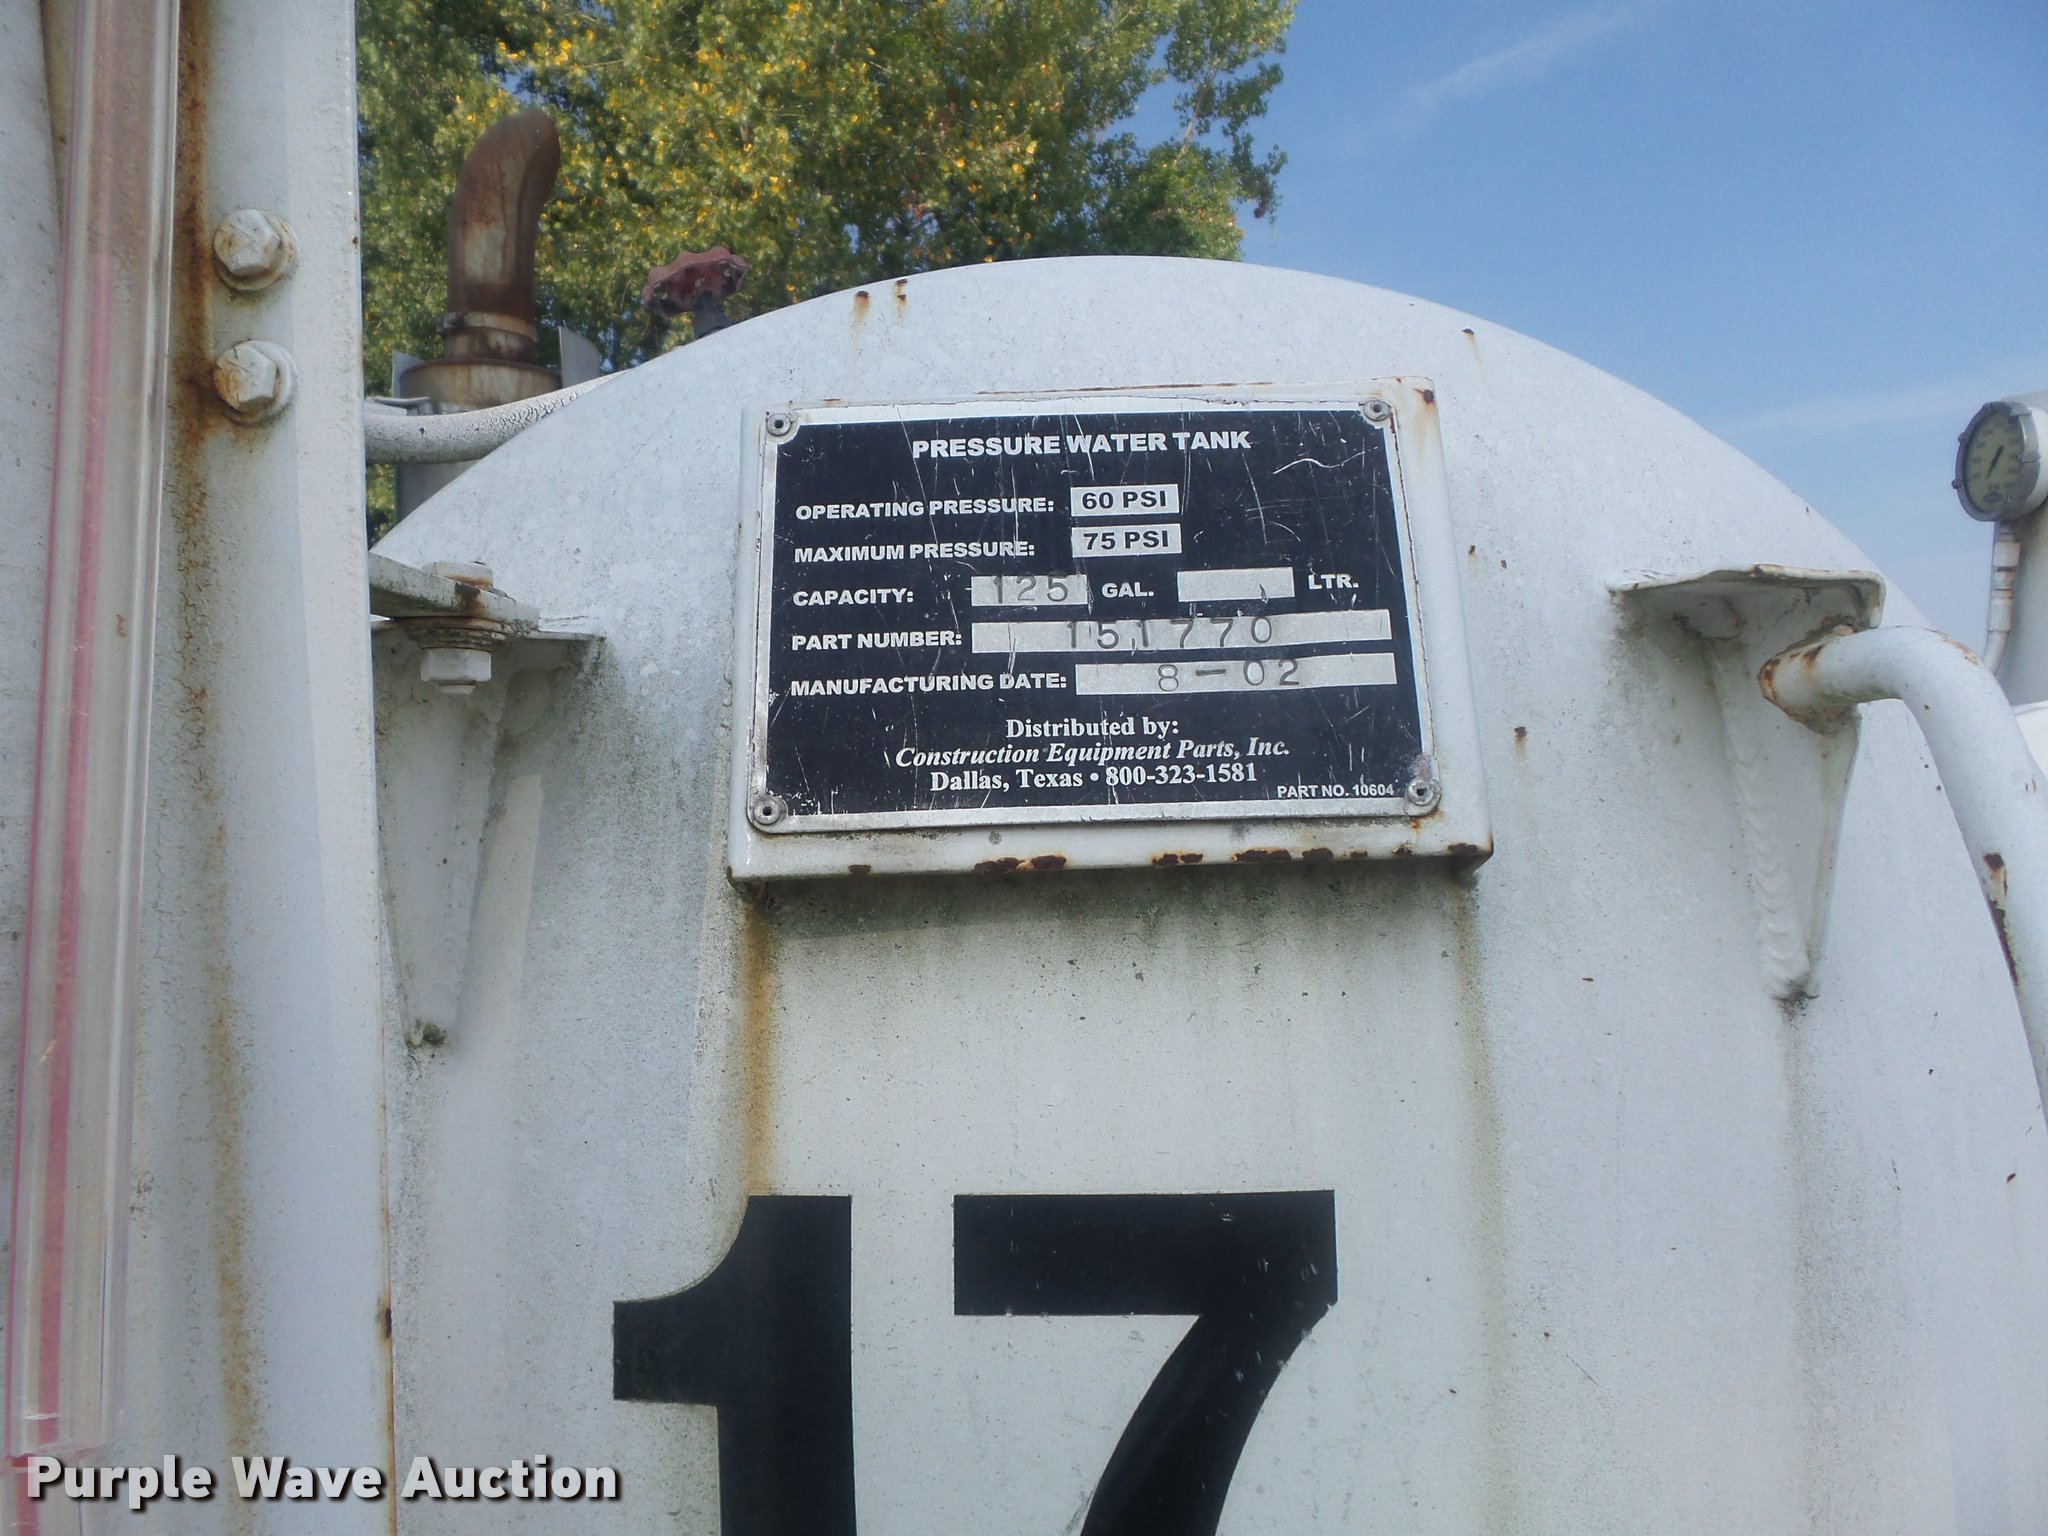 PRESSURE WATER TANK
OPERATING PRESSURE: 60 PSI
MAXIMUM PRESSURE: 75 PSI
CAPACITY: 125 GAL. LTR.
PART NUMBER: 151770
MANUFACTURING DATE: 8-02
Distributed by:
Construction Equipment Parts, Inc.
Dallas, Texas • 800-323-1581
PART NO. 10604
17
Purple Wave Auction